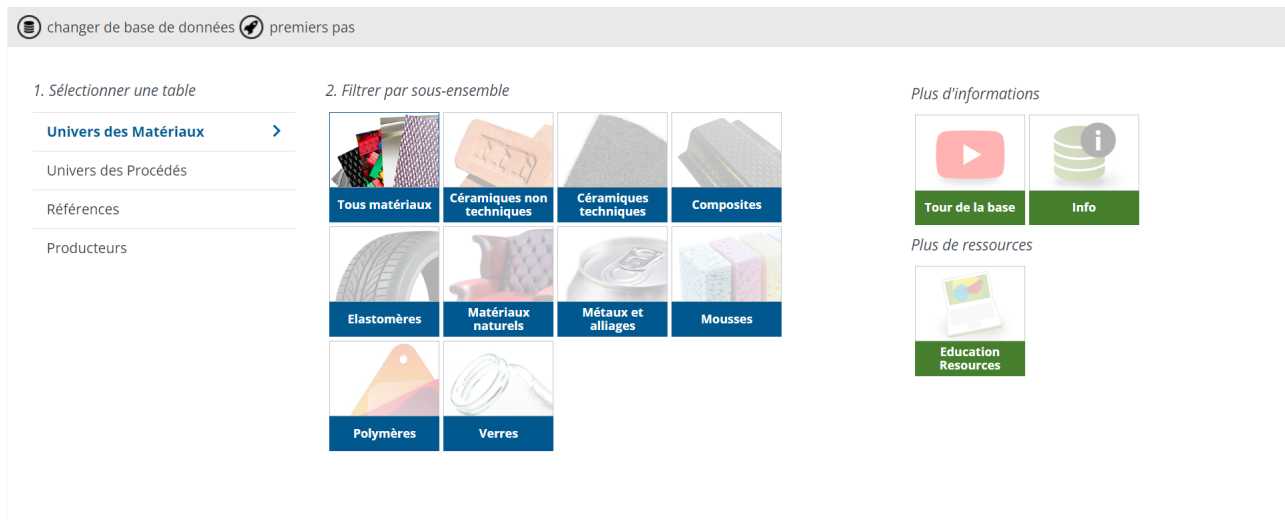 changer de base de données premiers pas
1. Sélectionner une table
Univers des Matériaux
Univers des Procédés
Références
Producteurs
2. Filtrer par sous-ensemble
Tous matériaux
Céramiques non
techniques
Céramiques
techniques
Composites
Elastomères
Matériaux
naturels
Métaux et
alliages
Mousses
Polymères
Verres
Plus d'informations
Tour de la base
Info
Plus de ressources
Education
Resources